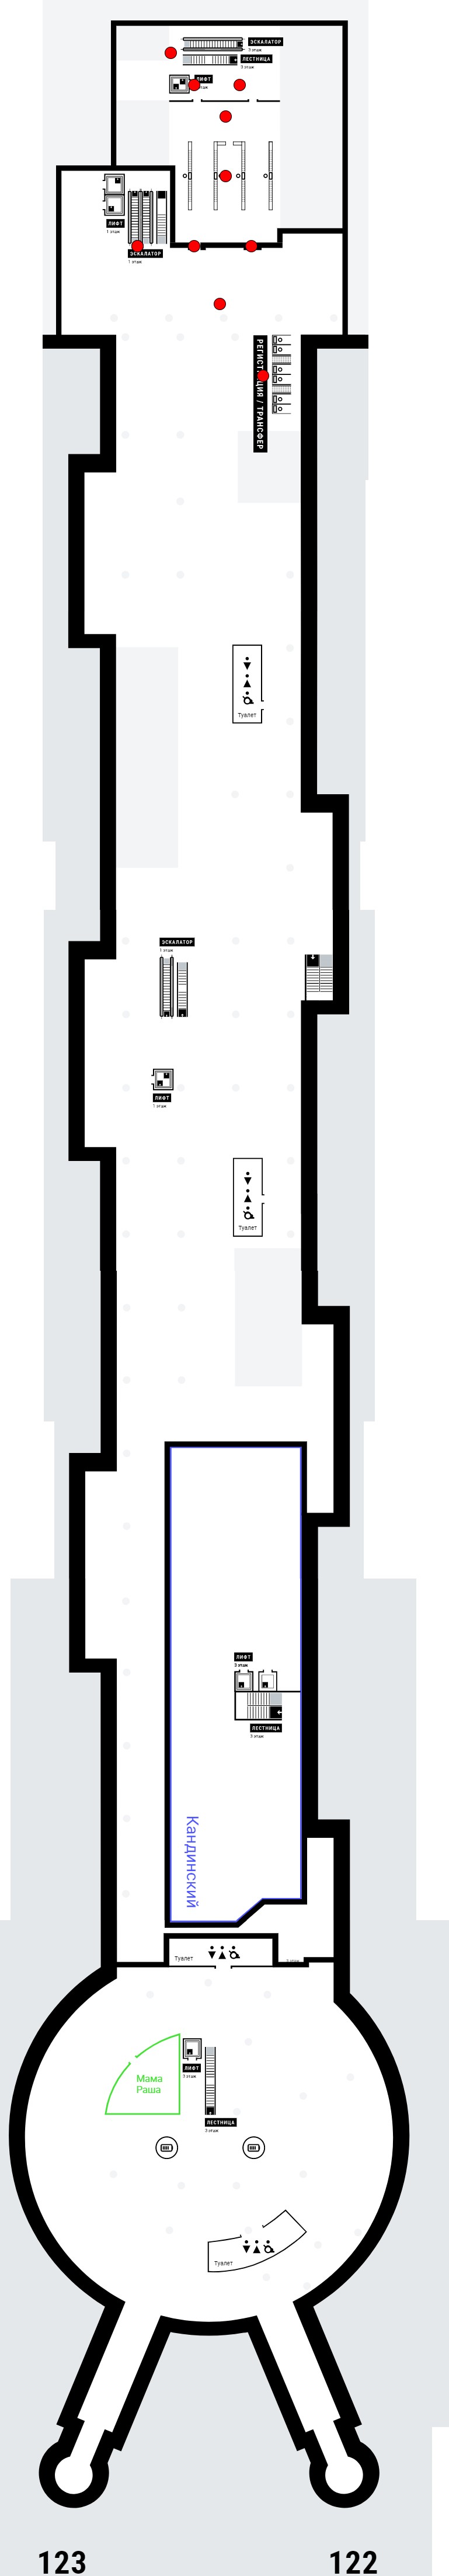 ЭСКАЛАТОР
3 этаж
ЛЕСТНИЦА
3 этаж
ЛИФТ
этаж
ЛИФТ
1 этаж
ЭСКАЛАТОР
1 этаж
РЕГИСТРАЦИЯ / ТРАНСФЕР
Туалет
ЭСКАЛАТОР
1 этаж
ЛИФТ
1 этаж
Туалет
ЛИФТ
3 этаж
ЛЕСТНИЦА
3 этаж
Кандинский
Туалет
Мама
Раша
ЛИФТ
3 этаж
ЛЕСТНИЦА
3 этаж
Туалет
123
122